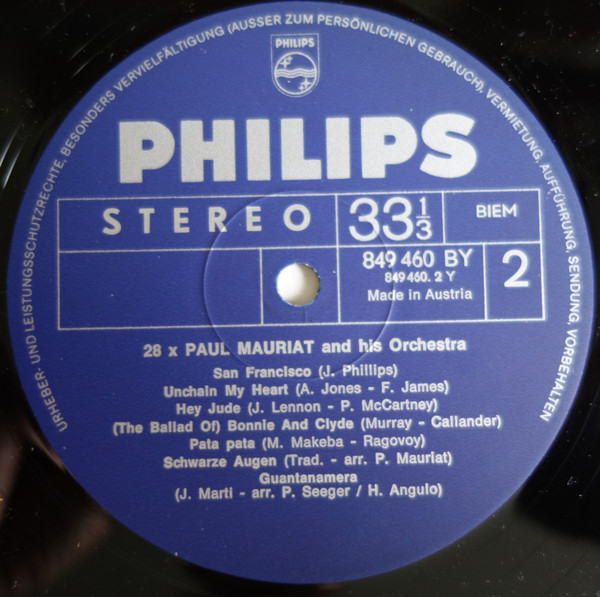 URHEBER- UND LEISTUNGSSCHUTZRECHTE, BESONDERS VERVIELFÄLTIGUNG (AUSSER ZUM PERSÖNLICHEN GEBRAUCH), VERMIETUNG, AUFFÜHRUNG, SENDUNG, VORBEHALTEN
PHILIPS
PHILIPS
STEREO
33 1/3
BIEM
849 460 BY
849 460. 2 Y
Made in Austria
2
28 x PAUL MAURIAT and his Orchestra
San Francisco (J. Phillips)
Unchain My Heart (A. Jones - F. James)
Hey Jude (J. Lennon - P. McCartney)
(The Ballad Of) Bonnie And Clyde (Murray - Callander)
Pata pata (M. Makeba - Ragovoy)
Schwarze Augen (Trad. - arr. P. Mauriat)
Guantanamera
(J. Marti - arr. P. Seeger / H. Angulo)